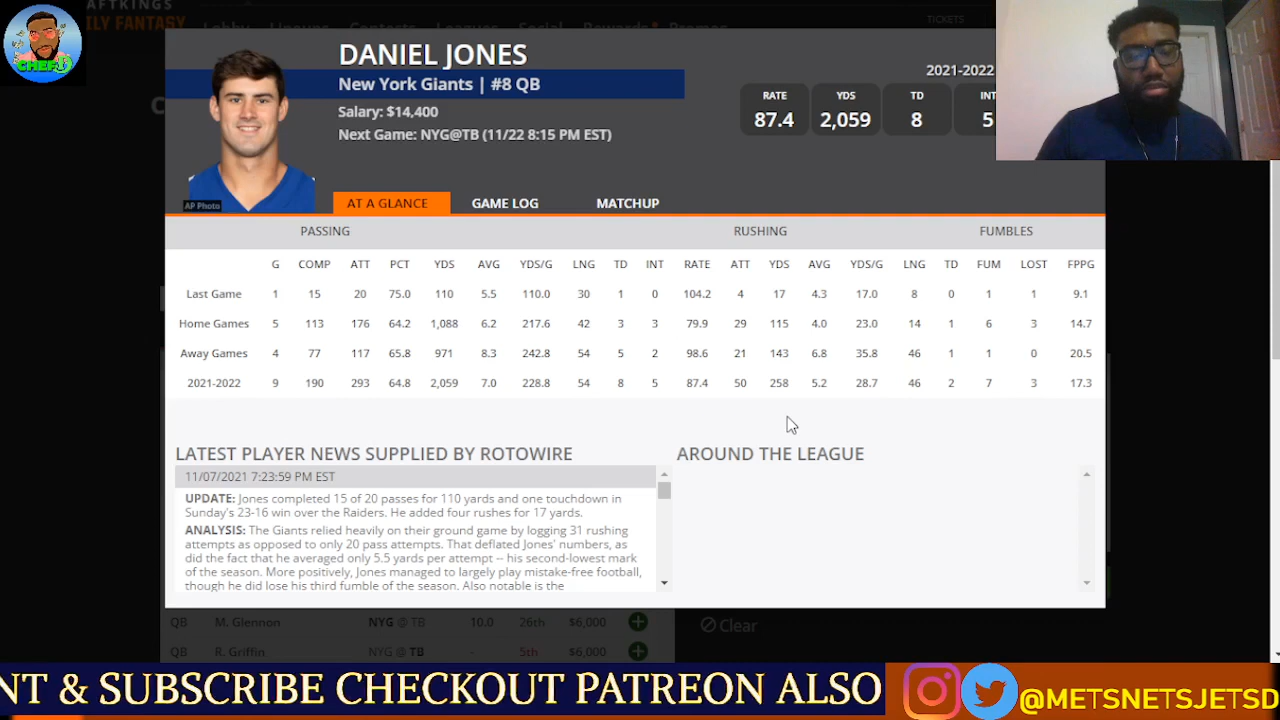 AFTKINGS
ILY FANTASY
Lobby Lineups Contests Leagues Social Rewards Promos
TICKETS
CHEF
DANIEL JONES
New York Giants | #8 QB
Salary: $14,400
Next Game: NYG@TB (11/22 8:15 PM EST)
AP Photo
2021-2022
RATE YDS TD INT
87.4 2,059 8 5
AT A GLANCE GAME LOG MATCHUP
PASSING RUSHING FUMBLES
G COMP ATT PCT YDS AVG YDS/G LNG TD INT RATE ATT YDS AVG YDS/G LNG TD FUM LOST FPPG
Last Game 1 15 20 75.0 110 5.5 110.0 30 1 0 104.2 4 17 4.3 17.0 8 0 1 1 9.1
Home Games 5 113 176 64.2 1,088 6.2 217.6 42 3 3 79.9 29 115 4.0 23.0 14 1 6 3 14.7
Away Games 4 77 117 65.8 971 8.3 242.8 54 5 2 98.6 21 143 6.8 35.8 46 1 1 0 20.5
2021-2022 9 190 293 64.8 2,059 7.0 228.8 54 8 5 87.4 50 258 5.2 28.7 46 2 7 3 17.3
LATEST PLAYER NEWS SUPPLIED BY ROTOWIRE
11/07/2021 7:23:59 PM EST
UPDATE: Jones completed 15 of 20 passes for 110 yards and one touchdown in
Sunday's 23-16 win over the Raiders. He added four rushes for 17 yards.
ANALYSIS: The Giants relied heavily on their ground game by logging 31 rushing
attempts as opposed to only 20 pass attempts. That deflated Jones' numbers, as
did the fact that he averaged only 5.5 yards per attempt -- his second-lowest mark
of the season. More positively, Jones managed to largely play mistake-free football,
though he did lose his third fumble of the season. Also notable is the
AROUND THE LEAGUE
QB M. Glennon NYG @ TB 10.0 26th $6,000
QB R. Griffin NYG @ TB - 5th $6,000
Clear
NT & SUBSCRIBE CHECKOUT PATREON ALSO
@METSNETSJETSD